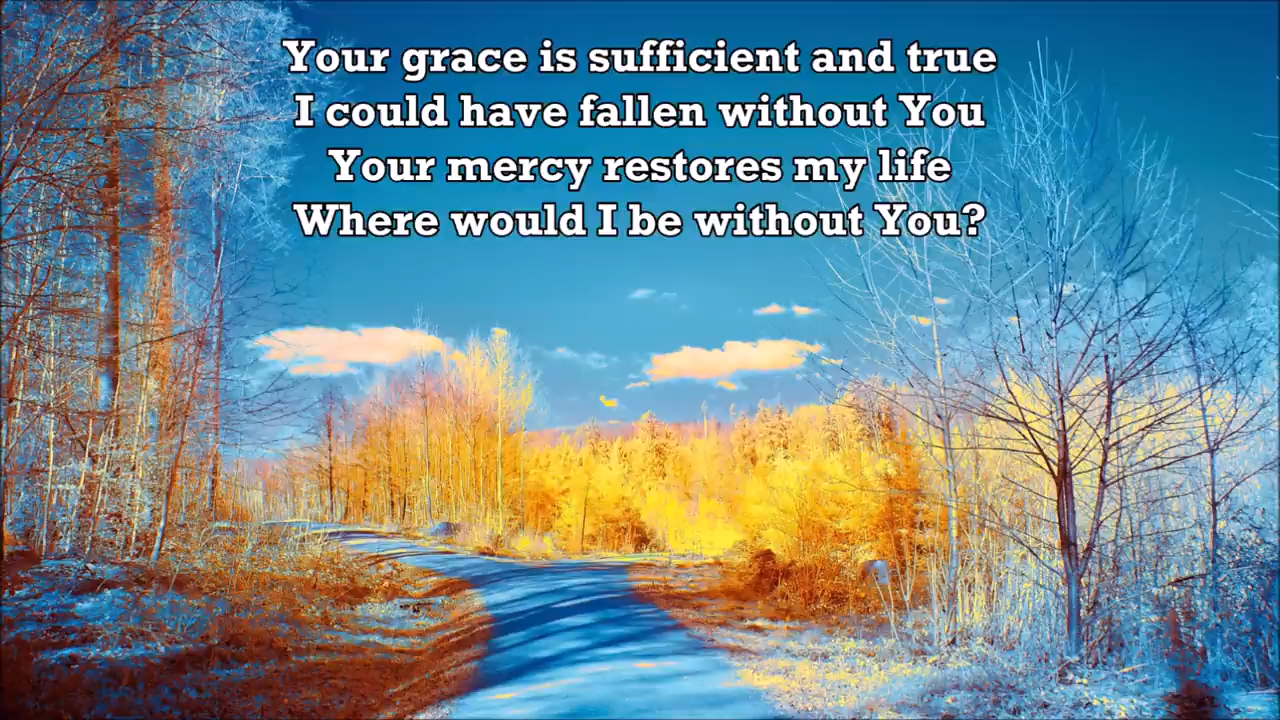 Your grace is sufficient and true
I could have fallen without You
Your mercy restores my life
Where would I be without You?